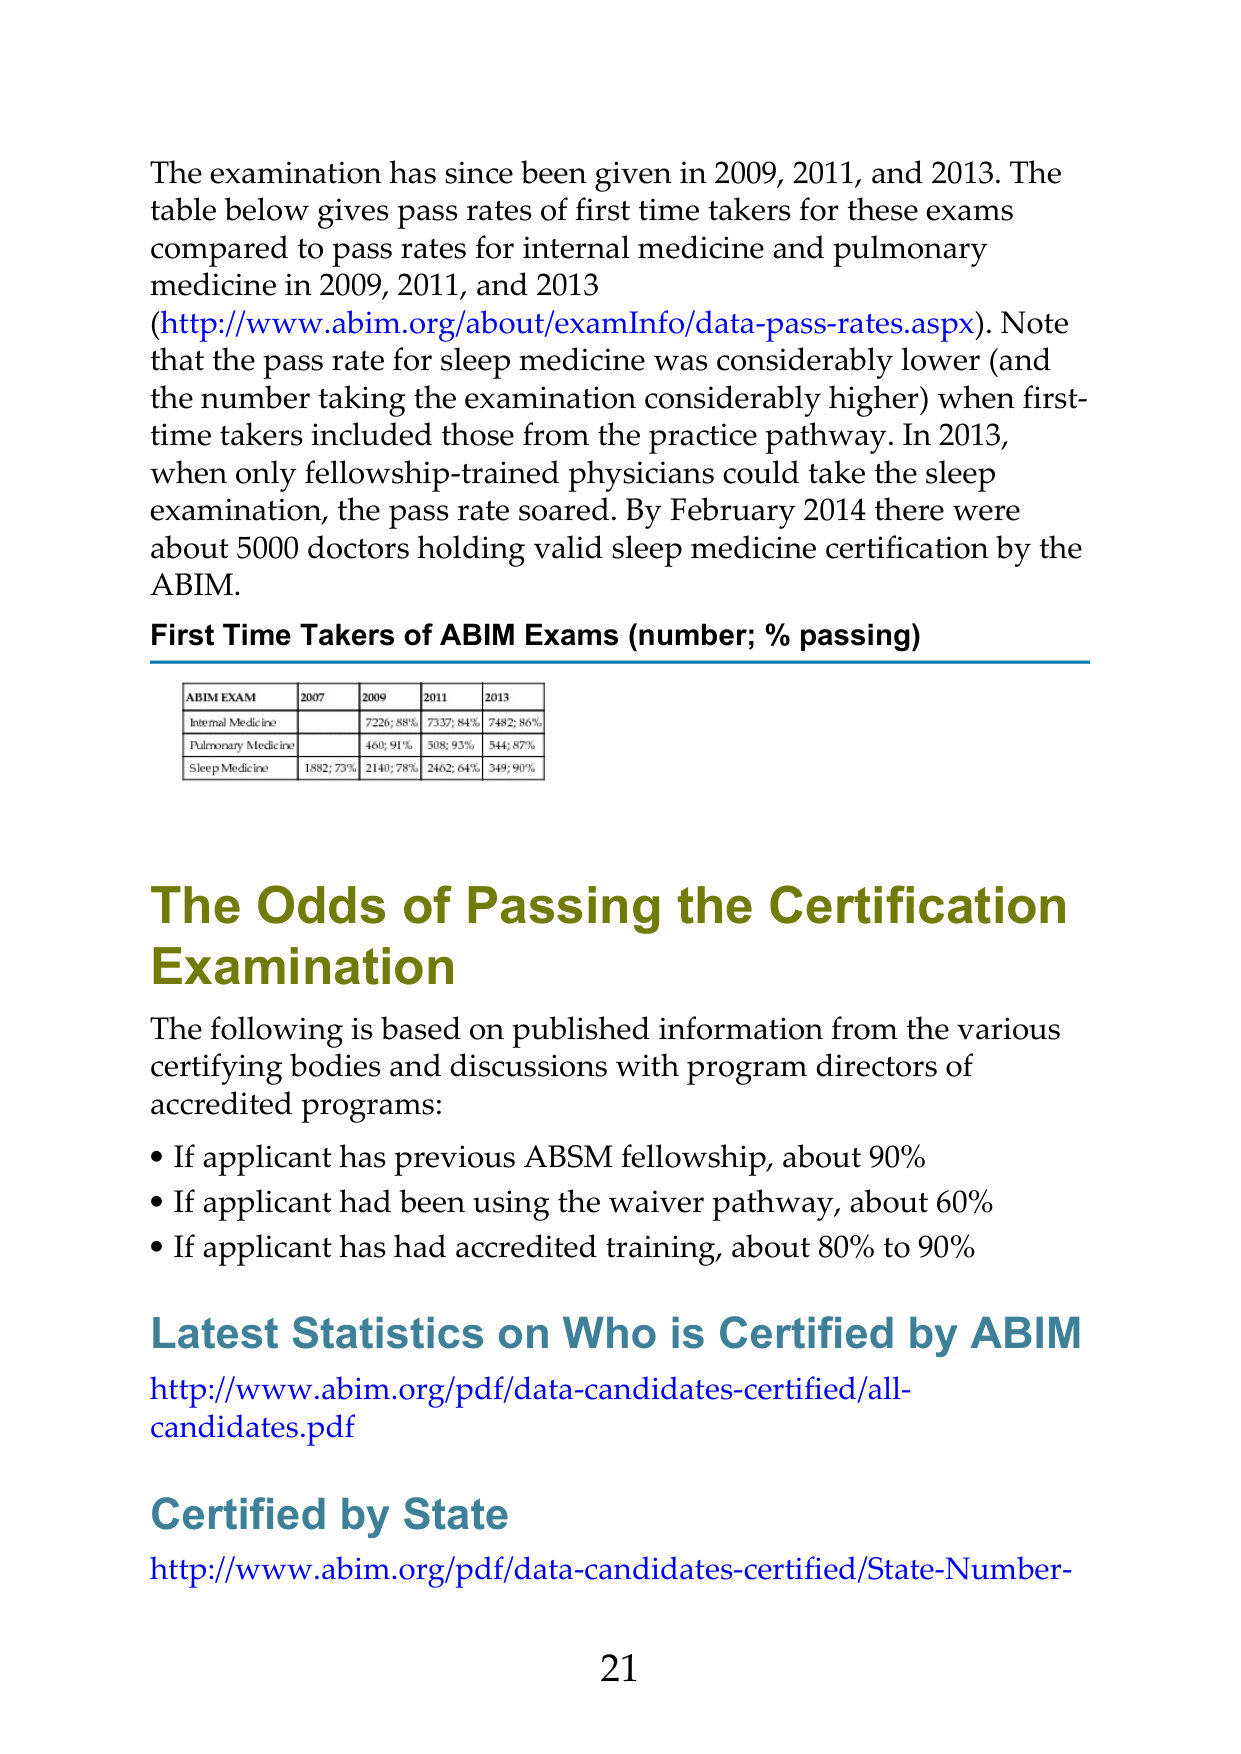 The examination has since been given in 2009, 2011, and 2013. The
table below gives pass rates of first time takers for these exams
compared to pass rates for internal medicine and pulmonary
medicine in 2009, 2011, and 2013
(http://www.abim.org/about/examInfo/data-pass-rates.aspx). Note
that the pass rate for sleep medicine was considerably lower (and
the number taking the examination considerably higher) when first-
time takers included those from the practice pathway. In 2013,
when only fellowship-trained physicians could take the sleep
examination, the pass rate soared. By February 2014 there were
about 5000 doctors holding valid sleep medicine certification by the
ABIM.
First Time Takers of ABIM Exams (number; % passing)
ABIM EXAM 2007 2009 2011 2013
Internal Medicine 7226; 88% 7337; 84% 7482; 86%
Pulmonary Medicine 460; 91% 508; 93% 544; 87%
Sleep Medicine 1882; 73% 2140; 78% 2462; 64% 349; 90%
The Odds of Passing the Certification
Examination
The following is based on published information from the various
certifying bodies and discussions with program directors of
accredited programs:
• If applicant has previous ABSM fellowship, about 90%
• If applicant had been using the waiver pathway, about 60%
• If applicant has had accredited training, about 80% to 90%
Latest Statistics on Who is Certified by ABIM
http://www.abim.org/pdf/data-candidates-certified/all-
candidates.pdf
Certified by State
http://www.abim.org/pdf/data-candidates-certified/State-Number-
21